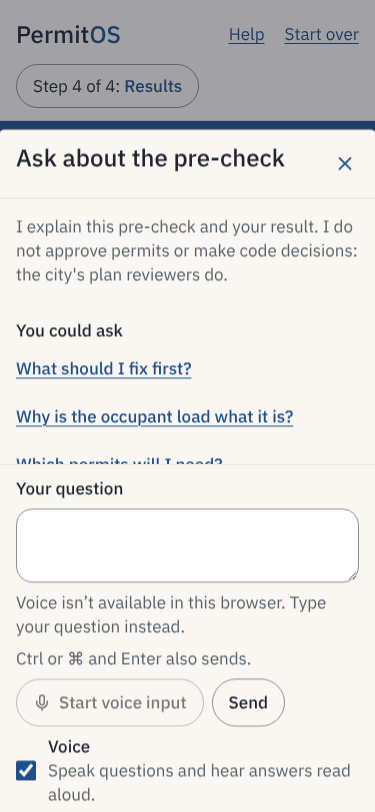 PermitOS
Help
Start over
Step 4 of 4: Results
Ask about the pre-check
I explain this pre-check and your result. I do
not approve permits or make code decisions:
the city's plan reviewers do.
You could ask
What should I fix first?
Why is the occupant load what it is?
Which permits will I need?
Your question
Voice isn’t available in this browser. Type
your question instead.
Ctrl or ⌘ and Enter also sends.
Start voice input
Send
Voice
Speak questions and hear answers read
aloud.